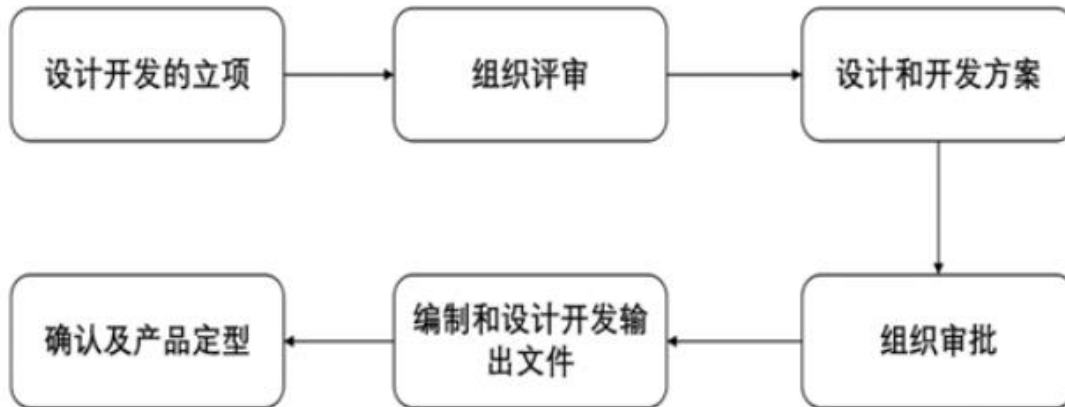 设计开发的立项
组织评审
设计和开发方案
组织审批
编制和设计开发输
出文件
确认及产品定型